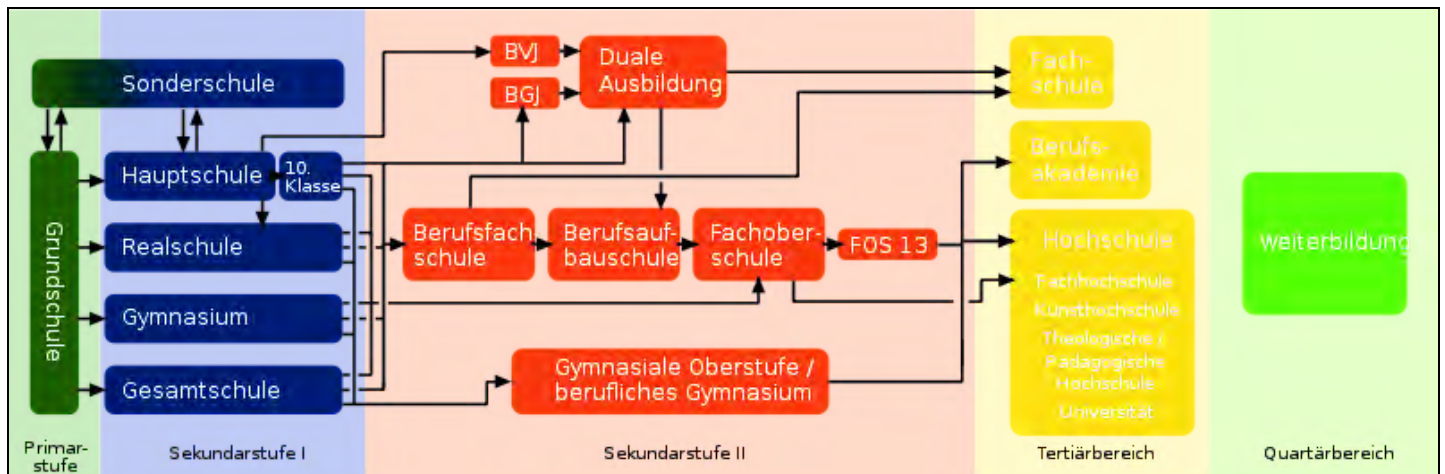 Sonderschule
Grundschule
Hauptschule
10.
Klasse
Realschule
Gymnasium
Gesamtschule
BVJ
BGJ
Duale
Ausbildung
Berufsfach
schule
Berufsauf-
bauschule
Fachober-
schule
FOS 13
Gymnasiale Oberstufe /
berufliches Gymnasium
Fach-
schule
Berufs-
akademie
Hochschule
Fachhochschule
Kunsthochschule
Theologische /
Pädagogische
Hochschule
Universität
Weiterbildung
Primar-
stufe
Sekundarstufe I
Sekundarstufe II
Tertiärbereich
Quartärbereich